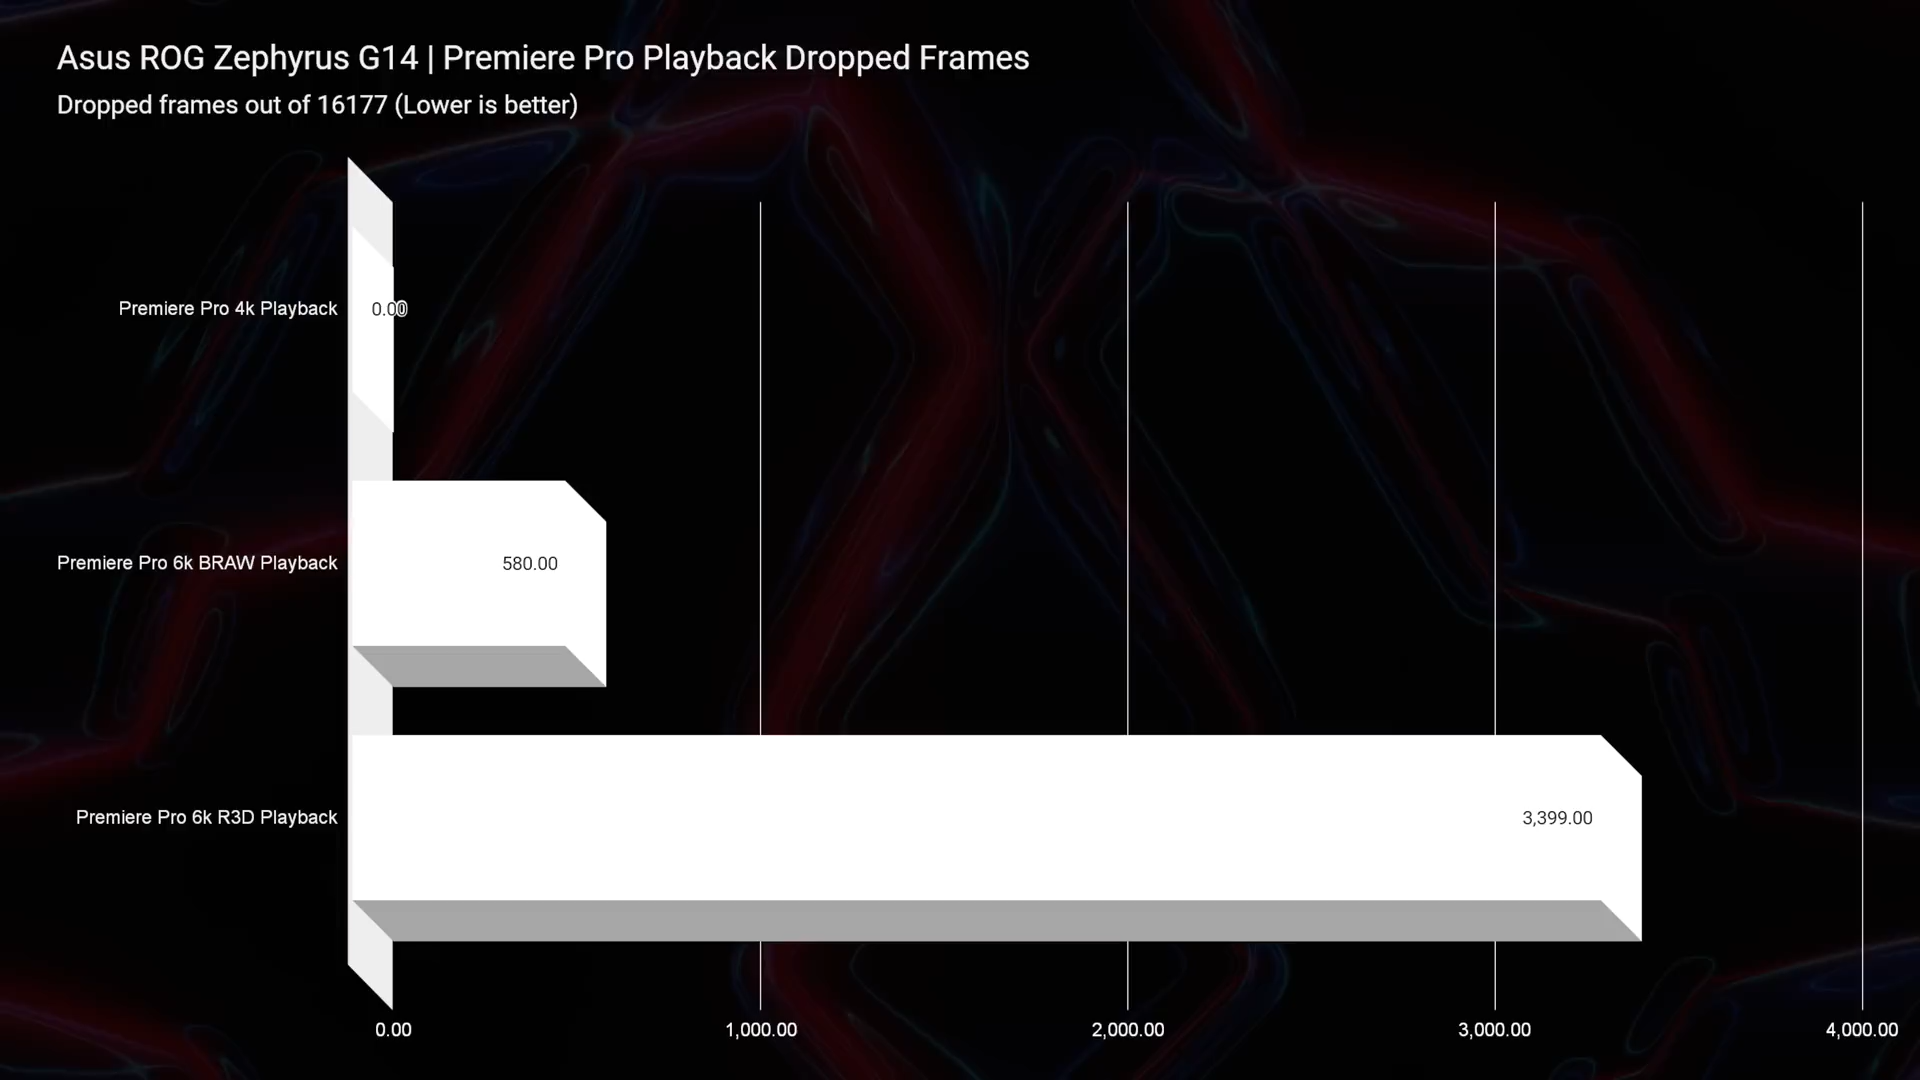 Asus ROG Zephyrus G14 | Premiere Pro Playback Dropped Frames
Dropped frames out of 16177 (Lower is better)
Premiere Pro 4k Playback
0.00
Premiere Pro 6k BRAW Playback
580.00
Premiere Pro 6k R3D Playback
3,399.00
0.00
1,000.00
2,000.00
3,000.00
4,000.00